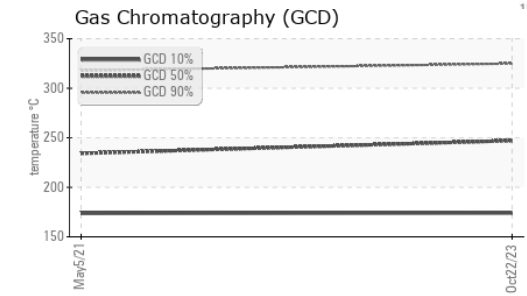 Gas Chromatography (GCD)
350
300
250
200
150
temperature °C
GCD 10%
GCD 50%
GCD 90%
May5/21
Oct22/23